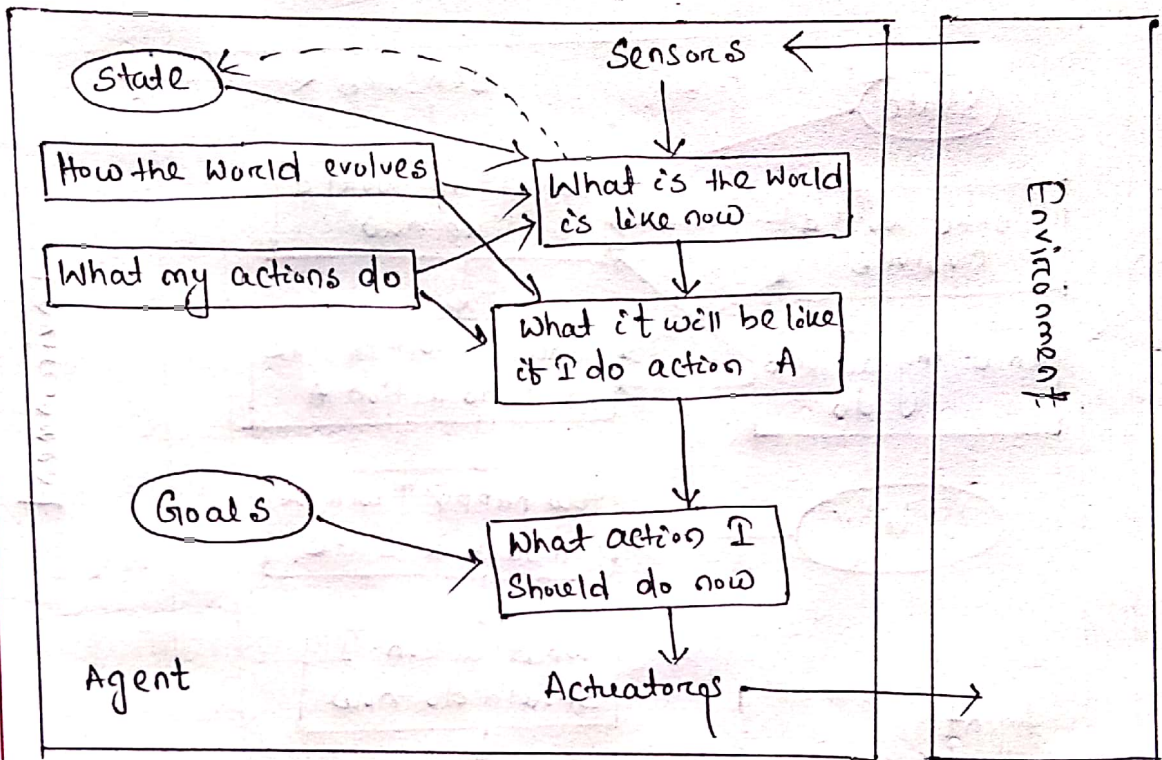 Sensors
State
How the World evolves
What is the World
is like now
What my actions do
What it will be like
if I do action A
Goals
What action I
Should do now
Agent
Actuators
Environment